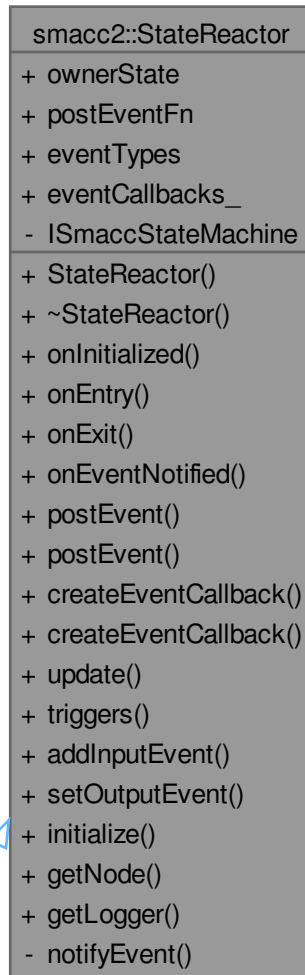 smacc2::StateReactor
+ ownerState
+ postEventFn
+ eventTypes
+ eventCallbacks_
- ISmaccStateMachine
+ StateReactor()
+ ~StateReactor()
+ onInitialized()
+ onEntry()
+ onExit()
+ onEventNotified()
+ postEvent()
+ postEvent()
+ createEventCallback()
+ createEventCallback()
+ update()
+ triggers()
+ addInputEvent()
+ setOutputEvent()
+ initialize()
+ getNode()
+ getLogger()
- notifyEvent()